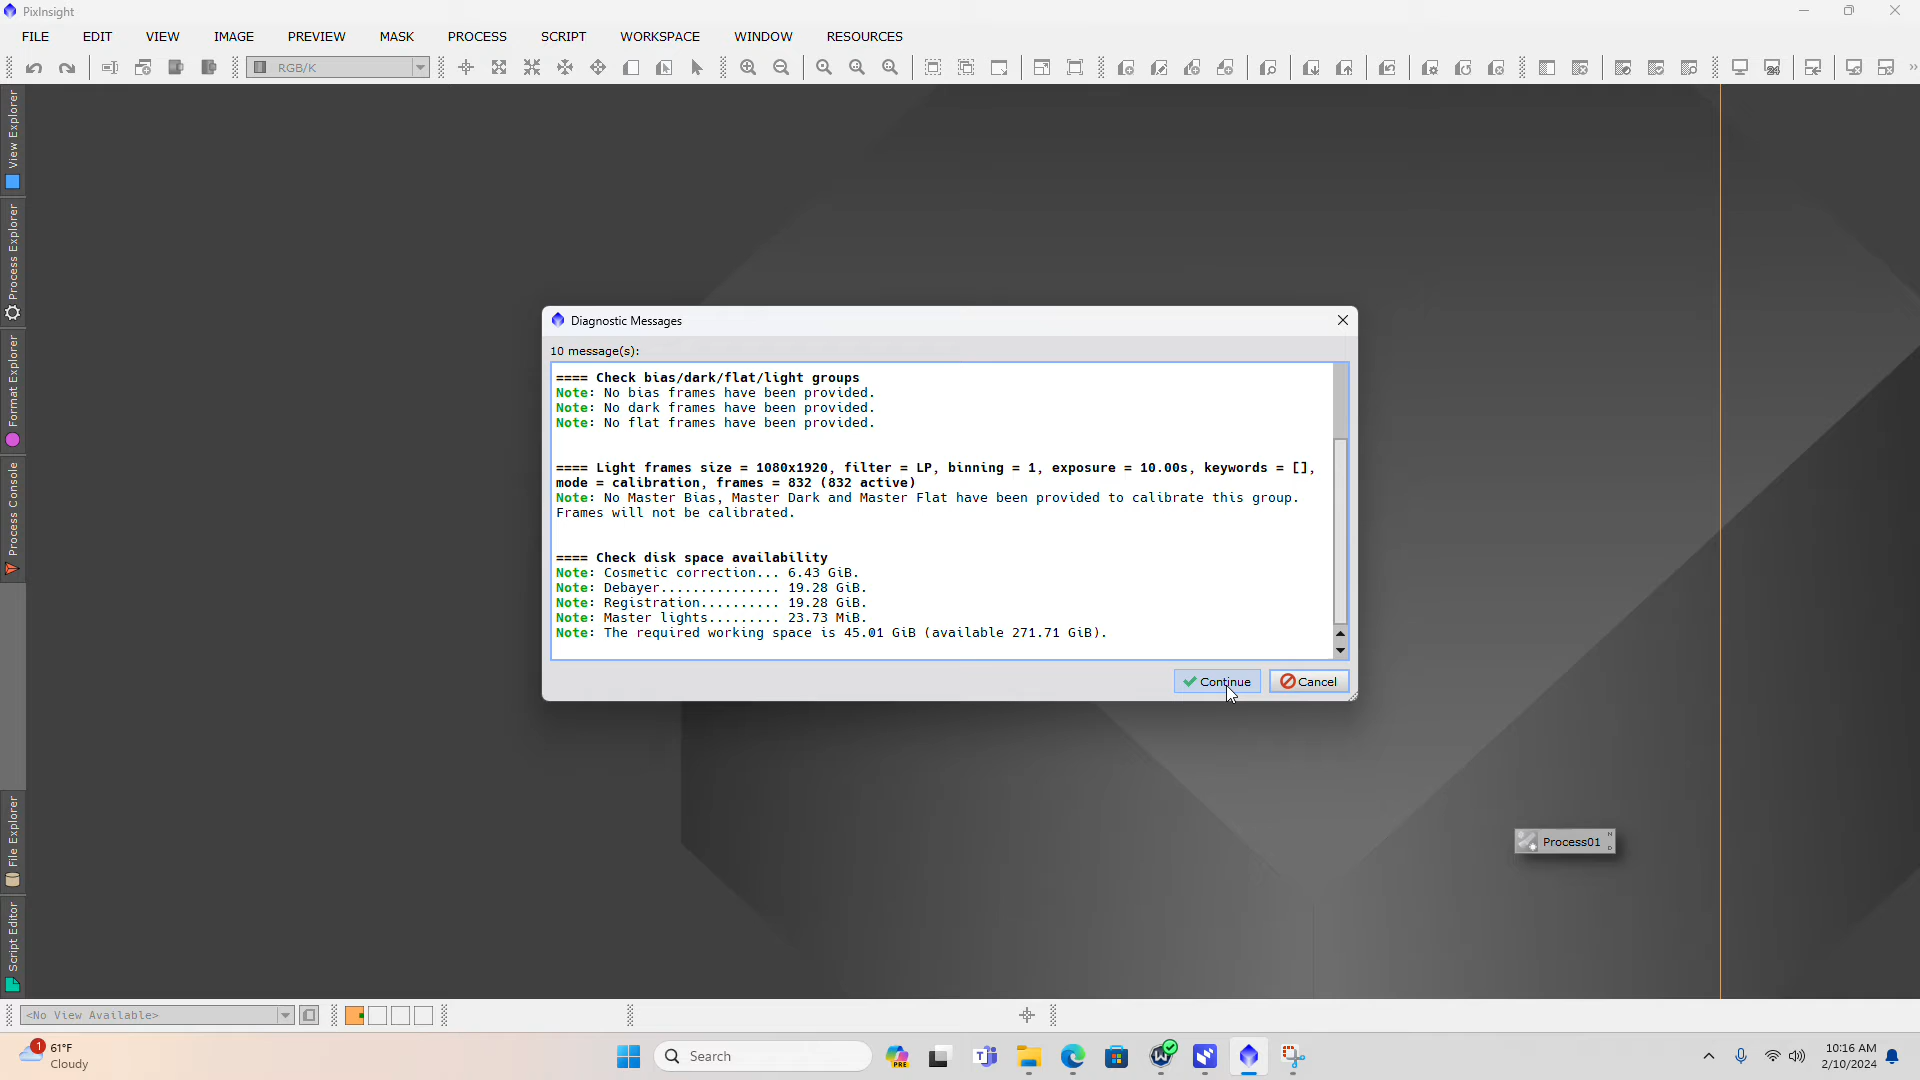 PixInsight
FILE EDIT VIEW IMAGE PREVIEW MASK PROCESS SCRIPT WORKSPACE WINDOW RESOURCES
RGB/K
24
View Explorer
Process Explorer
Format Explorer
Process Console
File Explorer
Script Editor
Diagnostic Messages
10 message(s):
==== Check bias/dark/flat/light groups
Note: No bias frames have been provided.
Note: No dark frames have been provided.
Note: No flat frames have been provided.
==== Light frames size = 1080x1920, filter = LP, binning = 1, exposure = 10.00s, keywords = [],
mode = calibration, frames = 832 (832 active)
Note: No Master Bias, Master Dark and Master Flat have been provided to calibrate this group.
Frames will not be calibrated.
==== Check disk space availability
Note: Cosmetic correction... 6.43 GiB.
Note: Debayer............... 19.28 GiB.
Note: Registration.......... 19.28 GiB.
Note: Master lights......... 23.73 MiB.
Note: The required working space is 45.01 GiB (available 271.71 GiB).
Continue Cancel
Process01
<No View Available>
1 61°F
Cloudy
Search
PRE
10:16 AM
2/10/2024